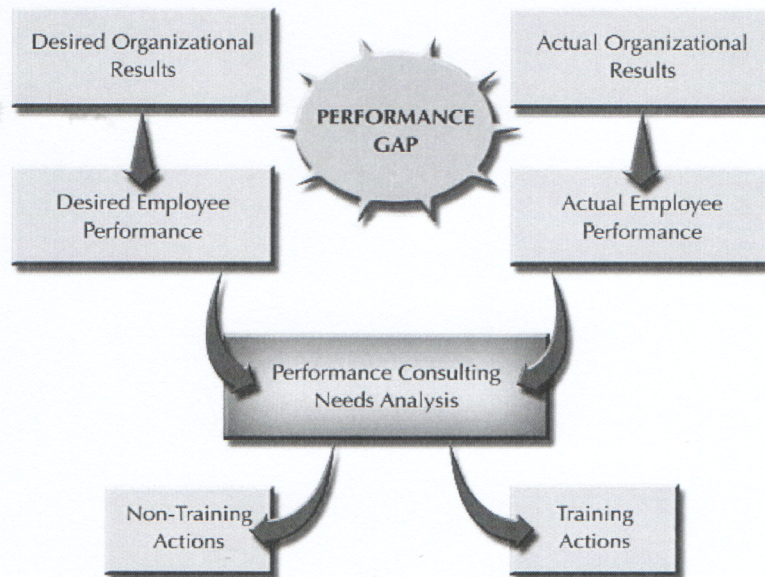 Desired Organizational
Results
Actual Organizational
Results
PERFORMANCE
GAP
Desired Employee
Performance
Actual Employee
Performance
Performance Consulting
Needs Analysis
Non-Training
Actions
Training
Actions